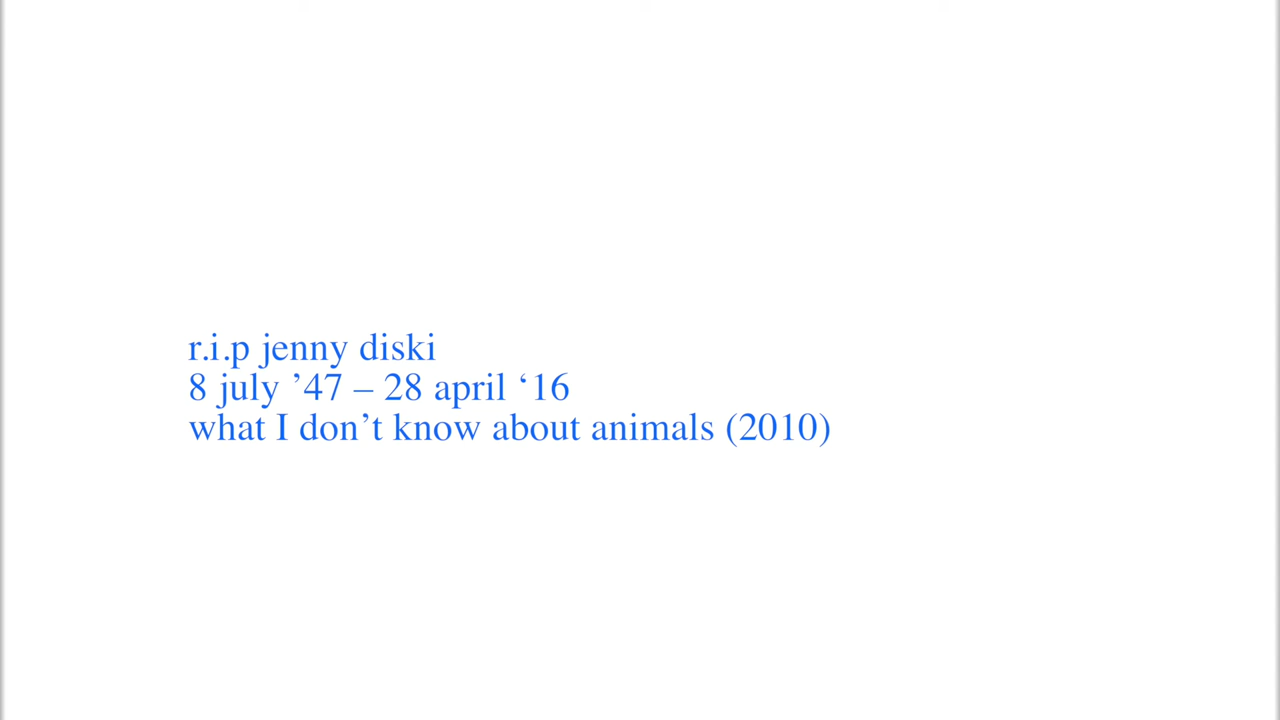 r.i.p jenny diski
8 july ’47 – 28 april ‘16
what I don’t know about animals (2010)